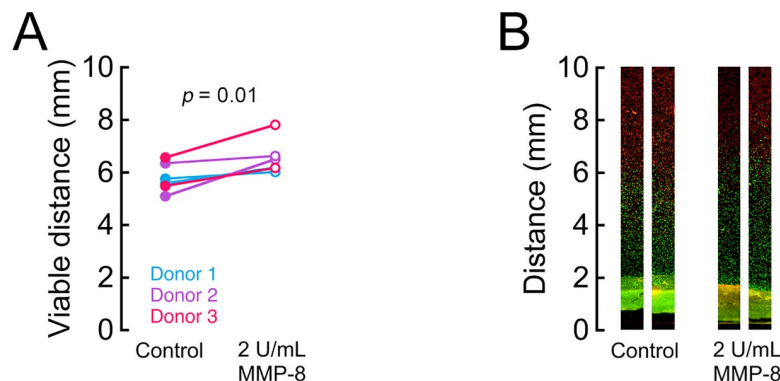 A
Viable distance (mm)
10
8
6
4
2
0
p = 0.01
Donor 1
Donor 2
Donor 3
Control
2 U/mL
MMP-8
B
Distance (mm)
10
8
6
4
2
0
Control
2 U/mL
MMP-8